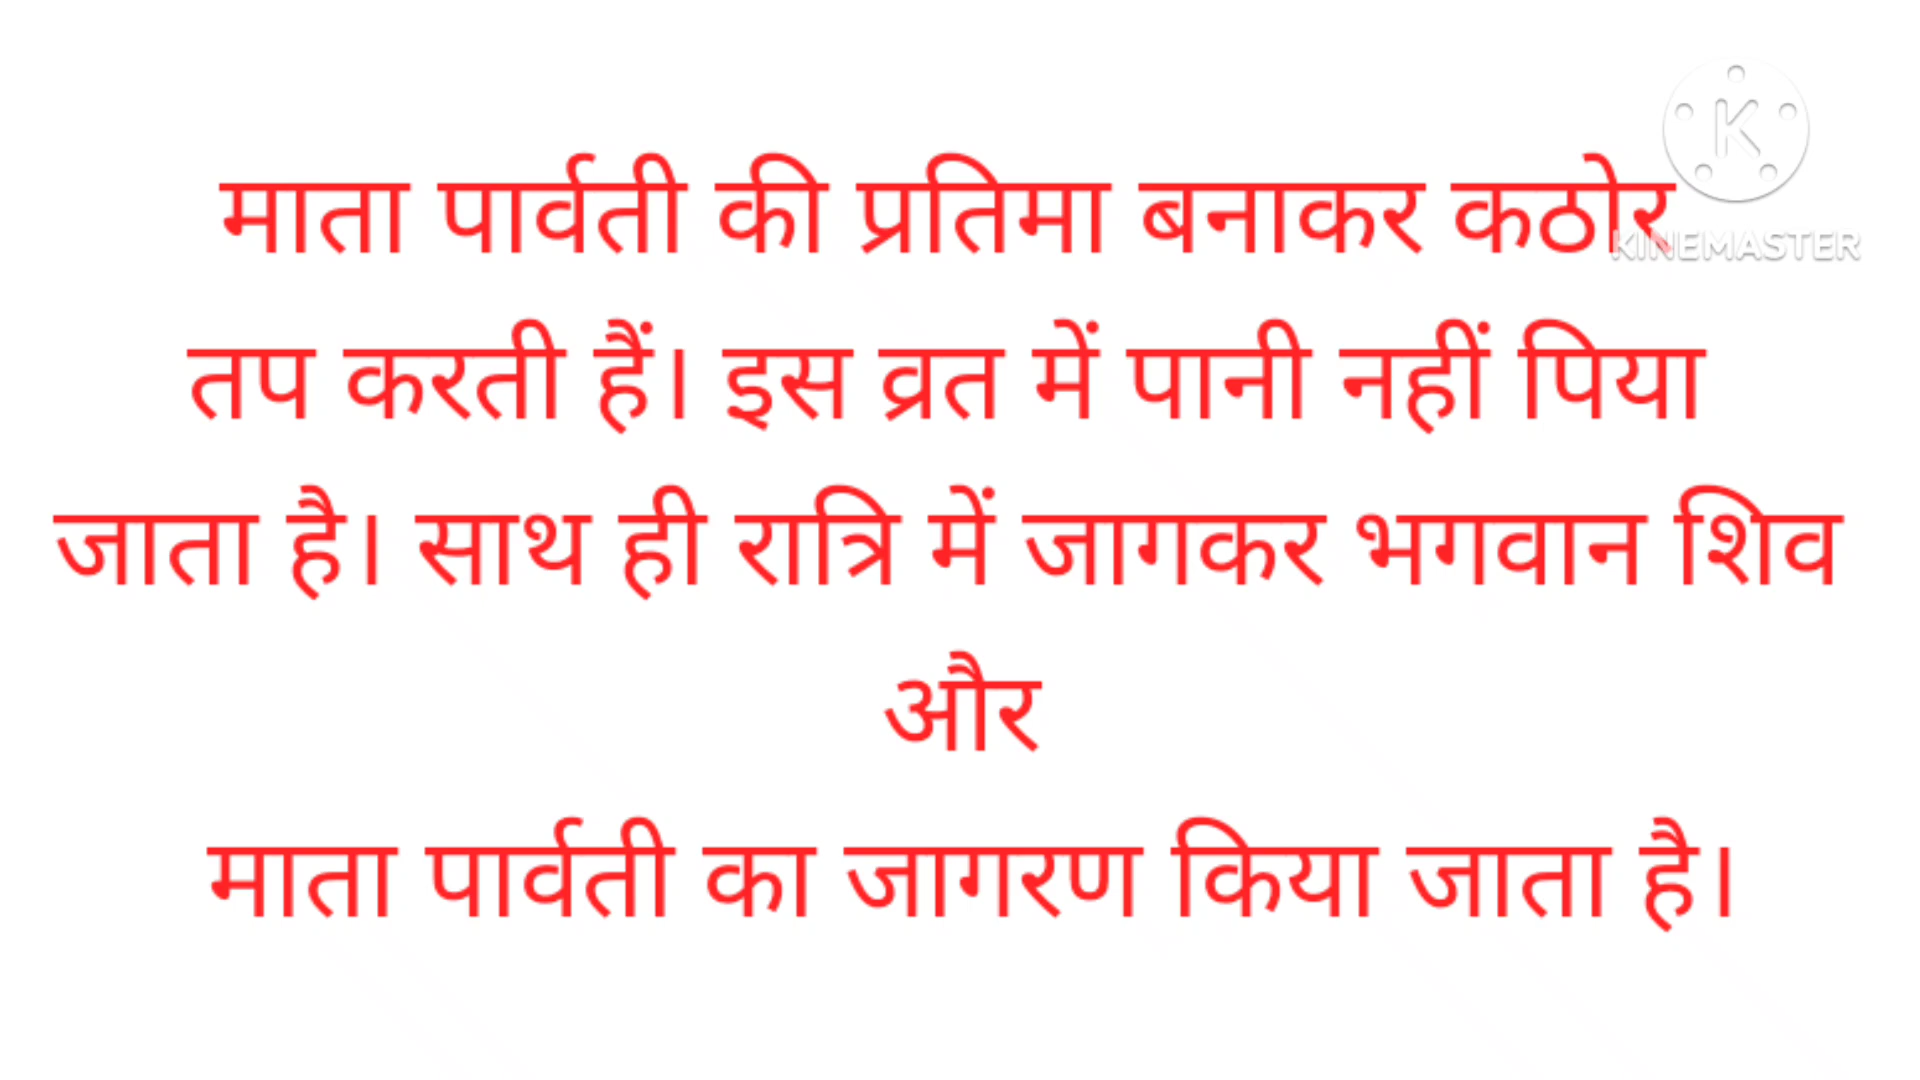 माता पार्वती की प्रतिमा बनाकर कठोर
KINEMASTER
तप करती हैं। इस व्रत में पानी नहीं पिया
जाता है। साथ ही रात्रि में जागकर भगवान शिव
और
माता पार्वती का जागरण किया जाता है।